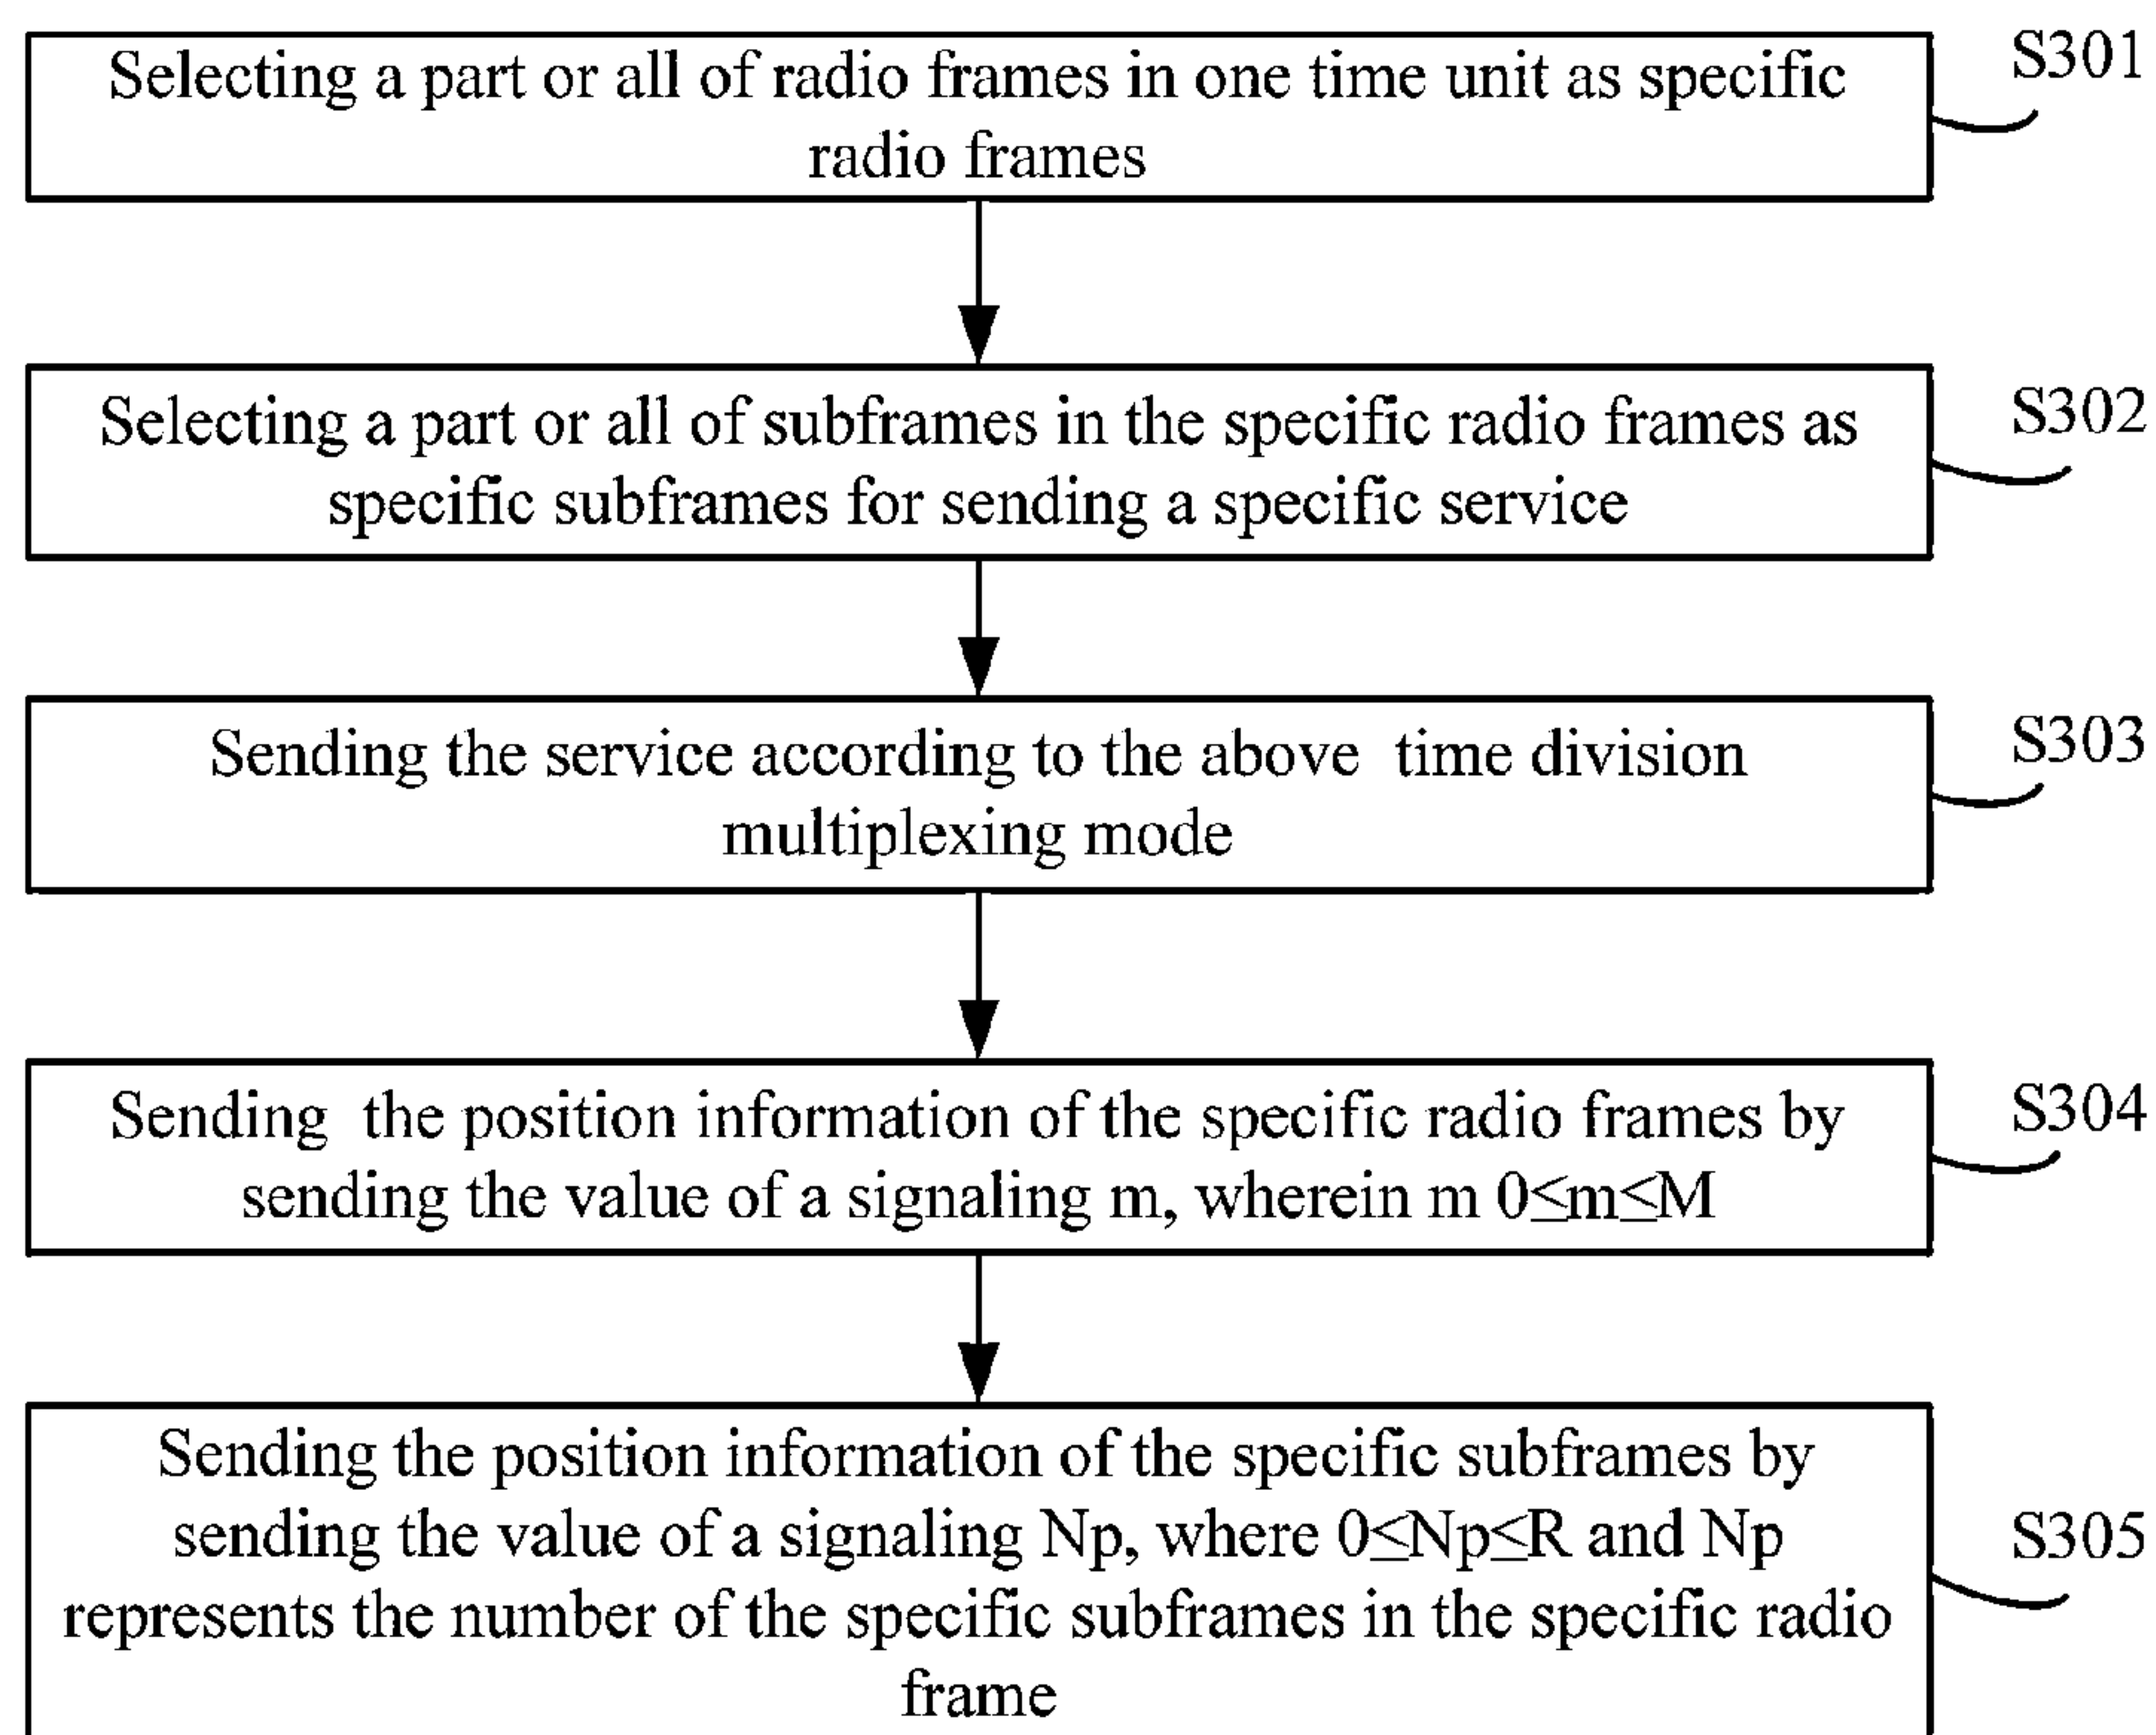 Selecting a part or all of radio frames in one time unit as specific
radio frames
S301
Selecting a part or all of subframes in the specific radio frames as
specific subframes for sending a specific service
S302
Sending the service according to the above time division
multiplexing mode
S303
Sending the position information of the specific radio frames by
sending the value of a signaling m, wherein m 0≤m≤M
S304
Sending the position information of the specific subframes by
sending the value of a signaling Np, where 0≤Np≤R and Np
represents the number of the specific subframes in the specific radio
frame
S305